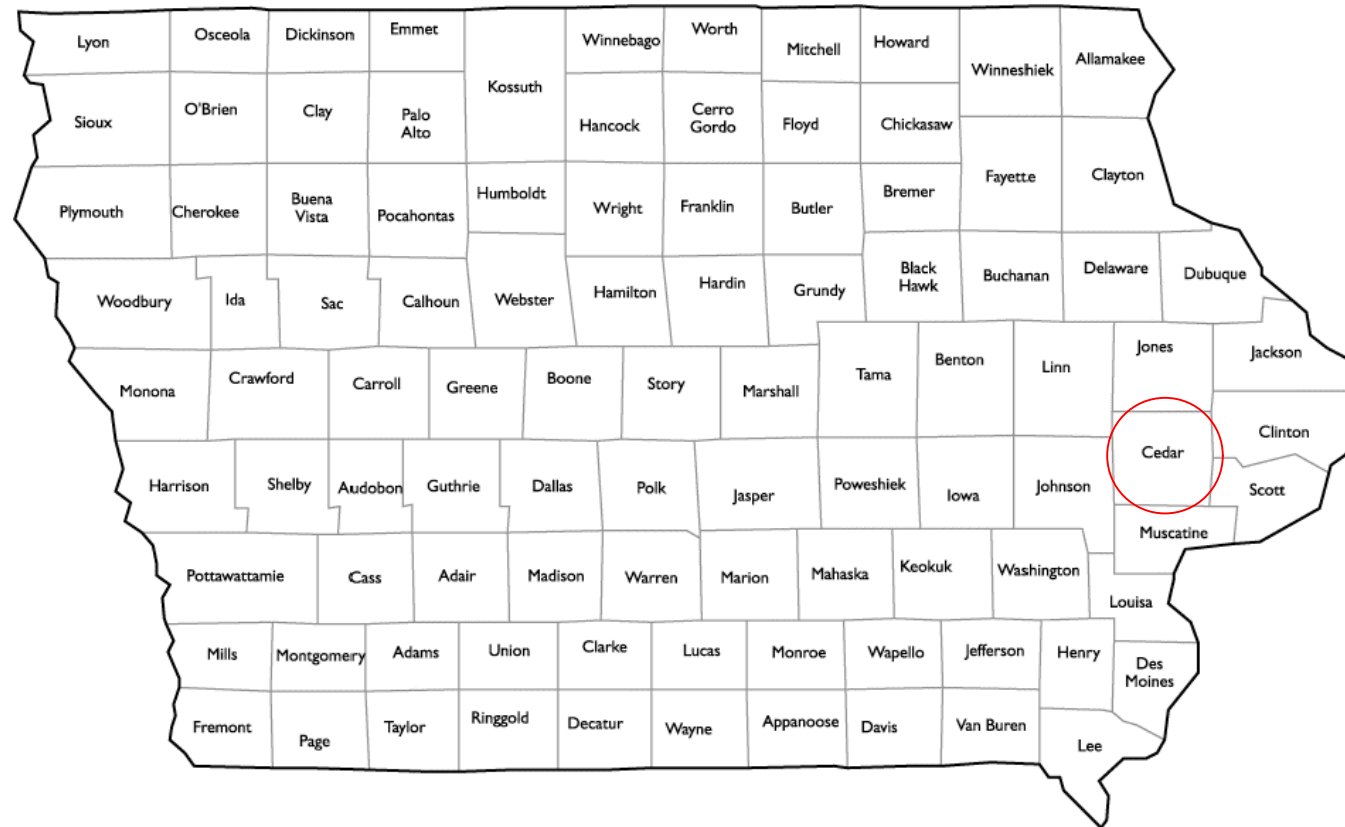 Lyon
Osceola
Dickinson
Emmet
Kossuth
Winnebago
Worth
Mitchell
Howard
Winneshiek
Allamakee
Sioux
O'Brien
Clay
Palo
Alto
Hancock
Cerro
Gordo
Floyd
Chickasaw
Fayette
Clayton
Plymouth
Cherokee
Buena
Vista
Pocahontas
Humboldt
Wright
Franklin
Butler
Bremer
Woodbury
Ida
Sac
Calhoun
Webster
Hamilton
Hardin
Grundy
Black
Hawk
Buchanan
Delaware
Dubuque
Monona
Crawford
Carroll
Greene
Boone
Story
Marshall
Tama
Benton
Linn
Jones
Jackson
Harrison
Shelby
Audobon
Guthrie
Dallas
Polk
Jasper
Poweshiek
Iowa
Johnson
Cedar
Clinton
Scott
Muscatine
Pottawattamie
Cass
Adair
Madison
Warren
Marion
Mahaska
Keokuk
Washington
Louisa
Mills
Montgomery
Adams
Union
Clarke
Lucas
Monroe
Wapello
Jefferson
Henry
Des
Moines
Fremont
Page
Taylor
Ringgold
Decatur
Wayne
Appanoose
Davis
Van Buren
Lee